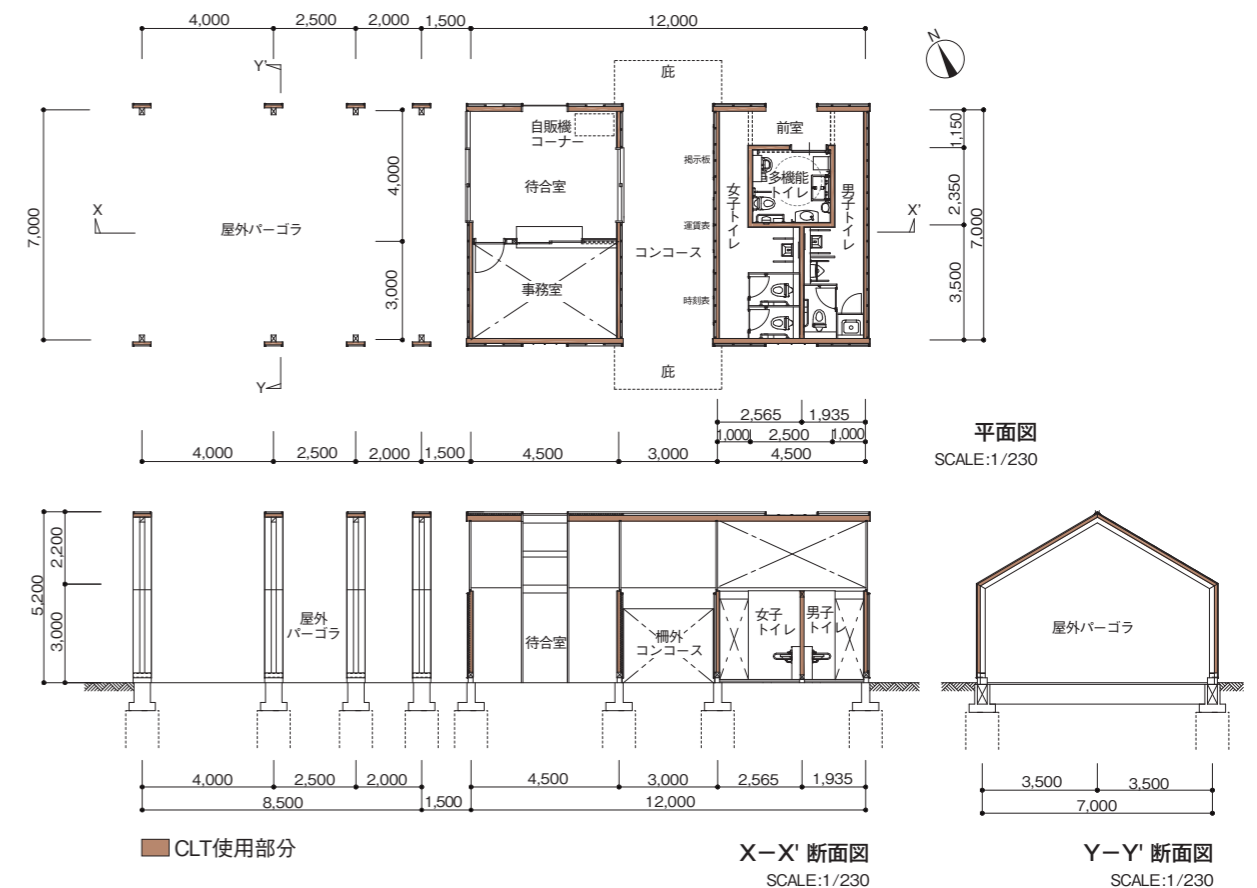 4,000
2,500
2,000
1,500
12,000
N
Y'
庇
自販機
コーナー
前室
1,150
掲示板
多機能
トイレ
4,000
待合室
女子トイレ
男子トイレ
2,350
7,000
X
屋外パーゴラ
運賃表
X'
7,000
コンコース
3,000
事務室
時刻表
3,500
Y
庇
2,565
1,935
1,000
2,500
1,000
4,000
2,500
2,000
1,500
4,500
3,000
4,500
平面図
SCALE:1/230
5,200
2,200
3,000
屋外
パーゴラ
待合室
柵外
コンコース
女子
トイレ
男子
トイレ
屋外パーゴラ
4,000
2,500
2,000
4,500
3,000
2,565
1,935
8,500
1,500
12,000
3,500
3,500
7,000
CLT使用部分
X－X' 断面図
SCALE:1/230
Y－Y' 断面図
SCALE:1/230